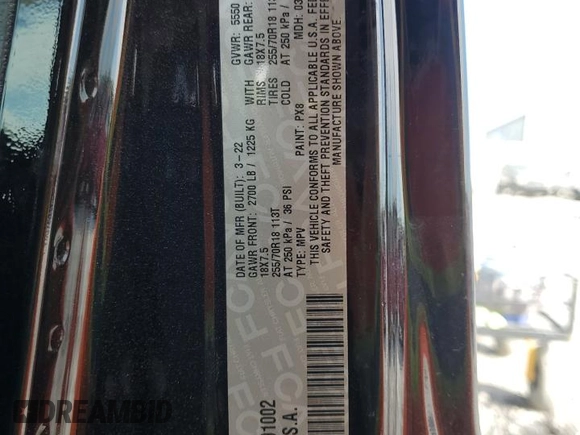 GVWR: 5550
DATE OF MFR (BUILT): 3-22
GAWR FRONT: 2700 LB / 1225 KG WITH GAWR REAR:
18X7.5 RIMS 18X7.5
255/70R18 113T TIRES 255/70R18
AT 250 kPa / 36 PSI COLD AT 250 kPa /
TYPE: MPV PAINT: PX8 MDH: 03
THIS VEHICLE CONFORMS TO ALL APPLICABLE U.S.A. FEE
SAFETY AND THEFT PREVENTION STANDARDS IN EFFE
MANUFACTURE SHOWN ABOVE
01002
S.A.
DREAMBID